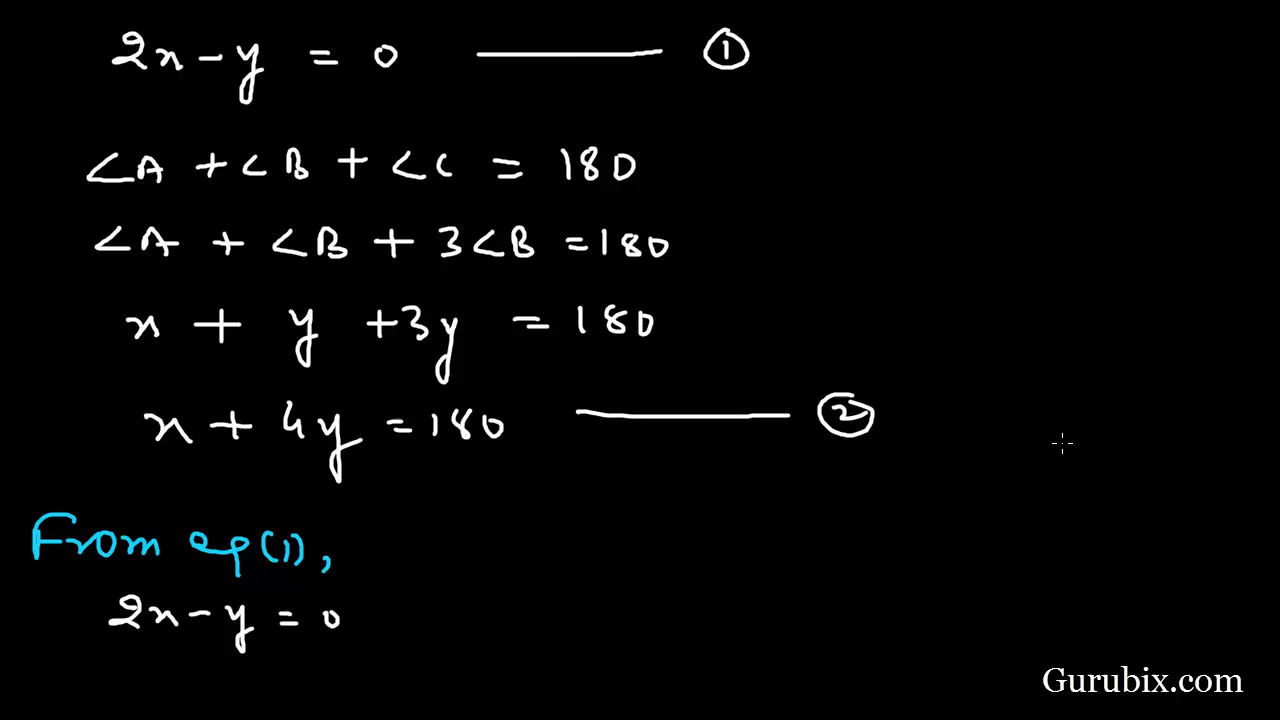 2x - y = 0 ——— ①
∠A + ∠B + ∠C = 180
∠A + ∠B + 3∠B = 180
x + y + 3y = 180
x + 4y = 180 ——— ②
From eq(1),
2x - y = 0
Gurubix.com